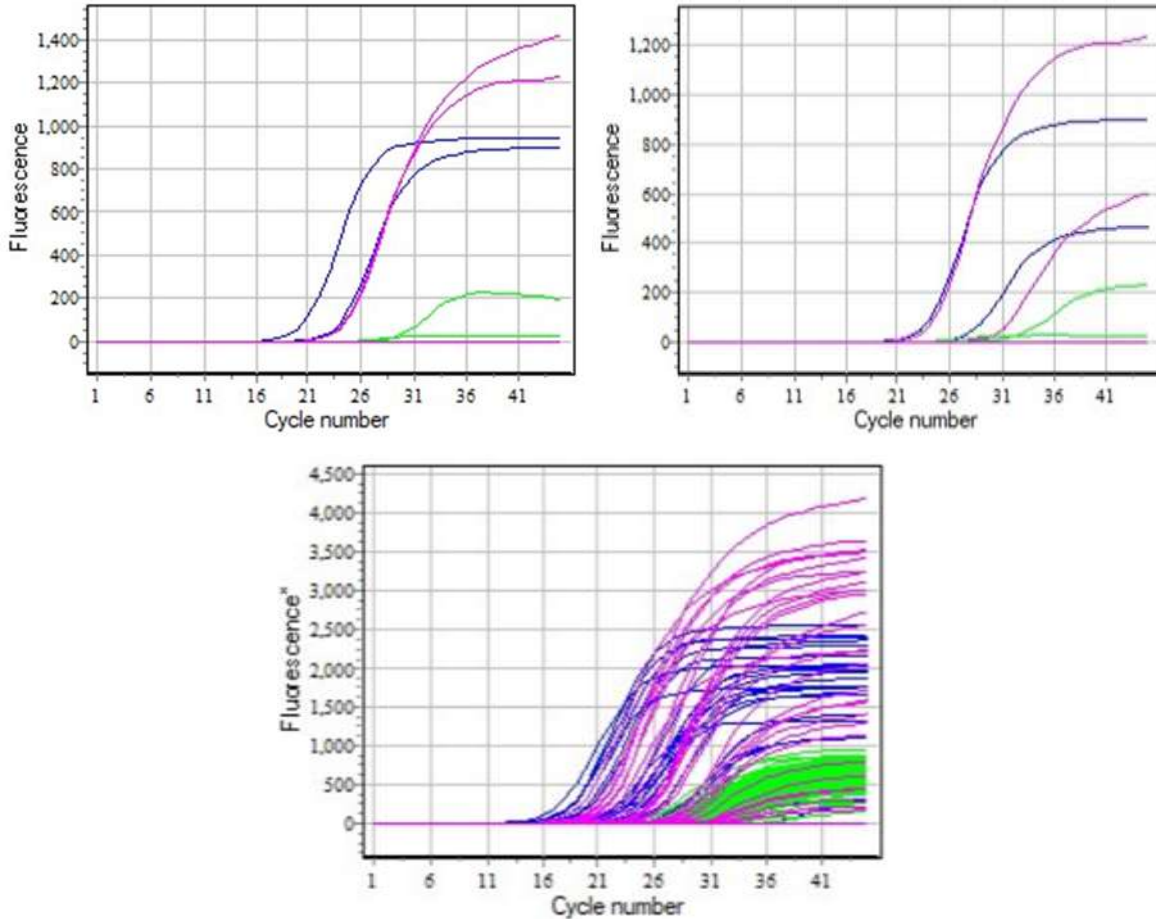 1,400
1,200
1,000
800
600
400
200
0
Fluorescence
1 6 11 16 21 26 31 36 41
Cycle number
1,200
1,000
800
600
400
200
0
Fluorescence
1 6 11 16 21 26 31 36 41
Cycle number
4,500
4,000
3,500
3,000
2,500
2,000
1,500
1,000
500
0
Fluorescence*
1 6 11 16 21 26 31 36 41
Cycle number